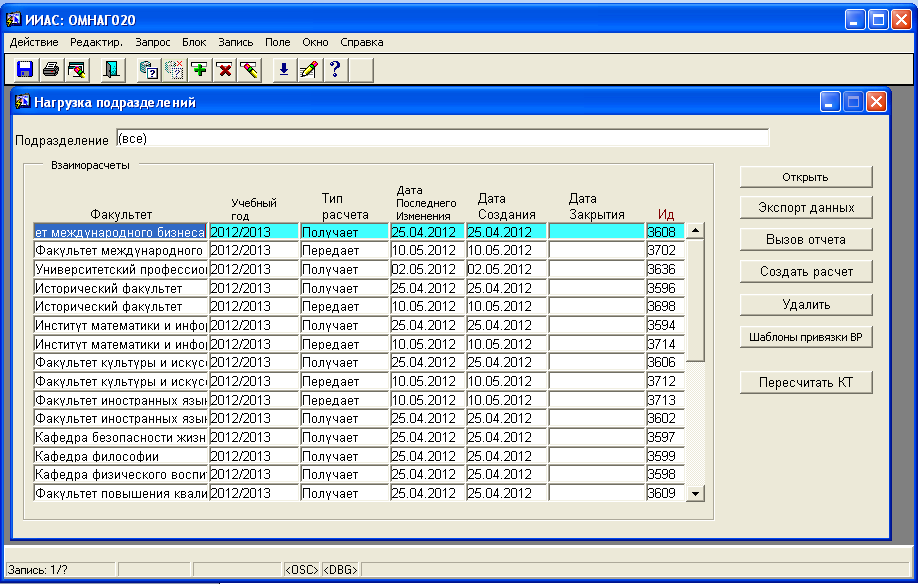 ИИАС: ОМНАГ020
Действие Редактир. Запрос Блок Запись Поле Окно Справка
Нагрузка подразделений
Подразделение (все)
Взаиморасчеты
Факультет Учебный год Тип расчета Дата Последнего Изменения Дата Создания Дата Закрытия Ид
ет международного бизнеса 2012/2013 Получает 25.04.2012 25.04.2012 3608
Факультет международного 2012/2013 Передает 10.05.2012 10.05.2012 3702
Университетский профессион 2012/2013 Получает 02.05.2012 02.05.2012 3636
Исторический факультет 2012/2013 Получает 25.04.2012 25.04.2012 3596
Исторический факультет 2012/2013 Передает 10.05.2012 10.05.2012 3698
Институт математики и инфор 2012/2013 Получает 25.04.2012 25.04.2012 3594
Институт математики и инфор 2012/2013 Передает 10.05.2012 10.05.2012 3714
Факультет культуры и искусс 2012/2013 Получает 25.04.2012 25.04.2012 3606
Факультет культуры и искусс 2012/2013 Передает 10.05.2012 10.05.2012 3712
Факультет иностранных язык 2012/2013 Передает 10.05.2012 10.05.2012 3713
Факультет иностранных язык 2012/2013 Получает 25.04.2012 25.04.2012 3602
Кафедра безопасности жизн 2012/2013 Получает 25.04.2012 25.04.2012 3597
Кафедра философии 2012/2013 Получает 25.04.2012 25.04.2012 3599
Кафедра физического воспит 2012/2013 Получает 25.04.2012 25.04.2012 3598
Факультет повышения квали 2012/2013 Получает 25.04.2012 25.04.2012 3609
Открыть
Экспорт данных
Вызов отчета
Создать расчет
Удалить
Шаблоны привязки ВР
Пересчитать КТ
Запись: 1/? <OSC> <DBG>